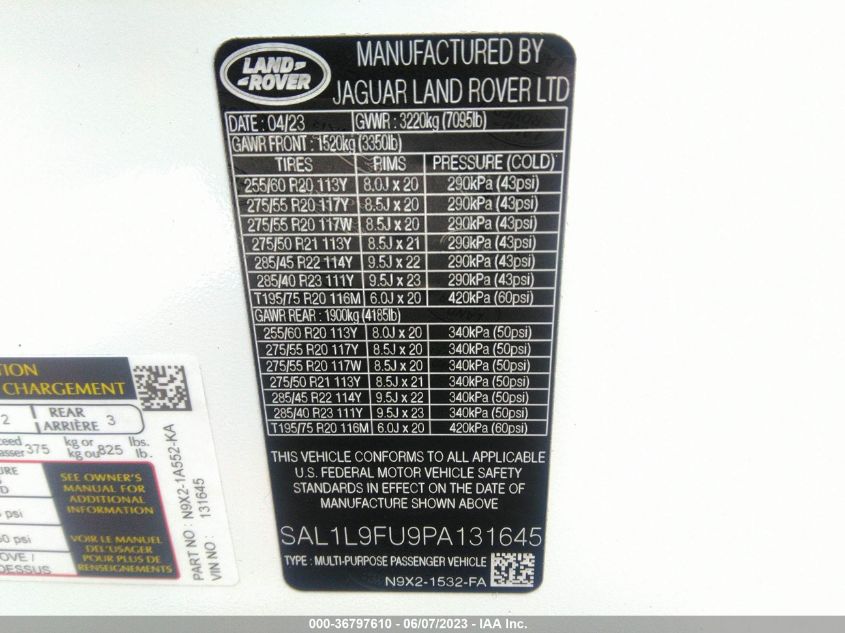 LAND-
-ROVER
MANUFACTURED BY
JAGUAR LAND ROVER LTD
DATE : 04/23 GVWR : 3220kg (7095lb)
GAWR FRONT : 1520kg (3350lb)
TIRES RIMS PRESSURE (COLD)
255/60 R20 113Y 8.0J x 20 290kPa (43psi)
275/55 R20 117Y 8.5J x 20 290kPa (43psi)
275/55 R20 117W 8.5J x 20 290kPa (43psi)
275/50 R21 113Y 8.5J x 21 290kPa (43psi)
285/45 R22 114Y 9.5J x 22 290kPa (43psi)
285/40 R23 111Y 9.5J x 23 290kPa (43psi)
T195/75 R20 116M 6.0J x 20 420kPa (60psi)
GAWR REAR : 1900kg (4185lb)
255/60 R20 113Y 8.0J x 20 340kPa (50psi)
275/55 R20 117Y 8.5J x 20 340kPa (50psi)
275/55 R20 117W 8.5J x 20 340kPa (50psi)
275/50 R21 113Y 8.5J x 21 340kPa (50psi)
285/45 R22 114Y 9.5J x 22 340kPa (50psi)
285/40 R23 111Y 9.5J x 23 340kPa (50psi)
T195/75 R20 116M 6.0J x 20 420kPa (60psi)
THIS VEHICLE CONFORMS TO ALL APPLICABLE
U.S. FEDERAL MOTOR VEHICLE SAFETY
STANDARDS IN EFFECT ON THE DATE OF
MANUFACTURE SHOWN ABOVE
SAL1L9FU9PA131645
TYPE : MULTI-PURPOSE PASSENGER VEHICLE
N9X2-1532-FA
CHARGEMENT
2 REAR
ARRIÈRE 3
375 kg or 825 lbs.
kg ou lb.
SEE OWNER'S
MANUAL FOR
ADDITIONAL
INFORMATION
psi
VOIR LE MANUEL
DE L'USAGER
POUR PLUS DE
RENSEIGNEMENTS
PART NO : N9X2-1A552-KA
VIN NO : 131645
000-36797610 - 06/07/2023 - IAA Inc.